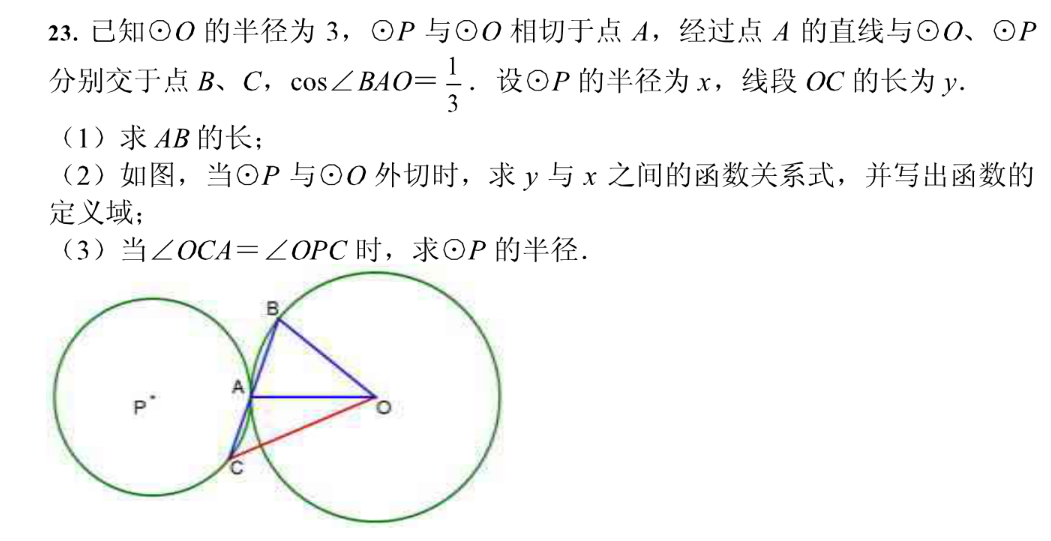 23. 已知⊙O 的半径为 3，⊙P 与⊙O 相切于点 A，经过点 A 的直线与⊙O、⊙P
分别交于点 B、C，cos∠BAO=1/3．设⊙P 的半径为 x，线段 OC 的长为 y．
（1）求 AB 的长；
（2）如图，当⊙P 与⊙O 外切时，求 y 与 x 之间的函数关系式，并写出函数的
定义域；
（3）当∠OCA＝∠OPC 时，求⊙P 的半径．
B
A
P
O
C